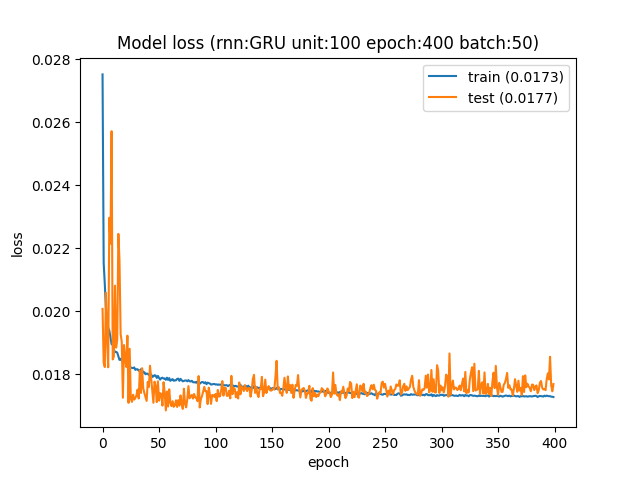 Model loss (rnn:GRU unit:100 epoch:400 batch:50)
train (0.0173)
test (0.0177)
loss
0.028
0.026
0.024
0.022
0.020
0.018
0 50 100 150 200 250 300 350 400
epoch